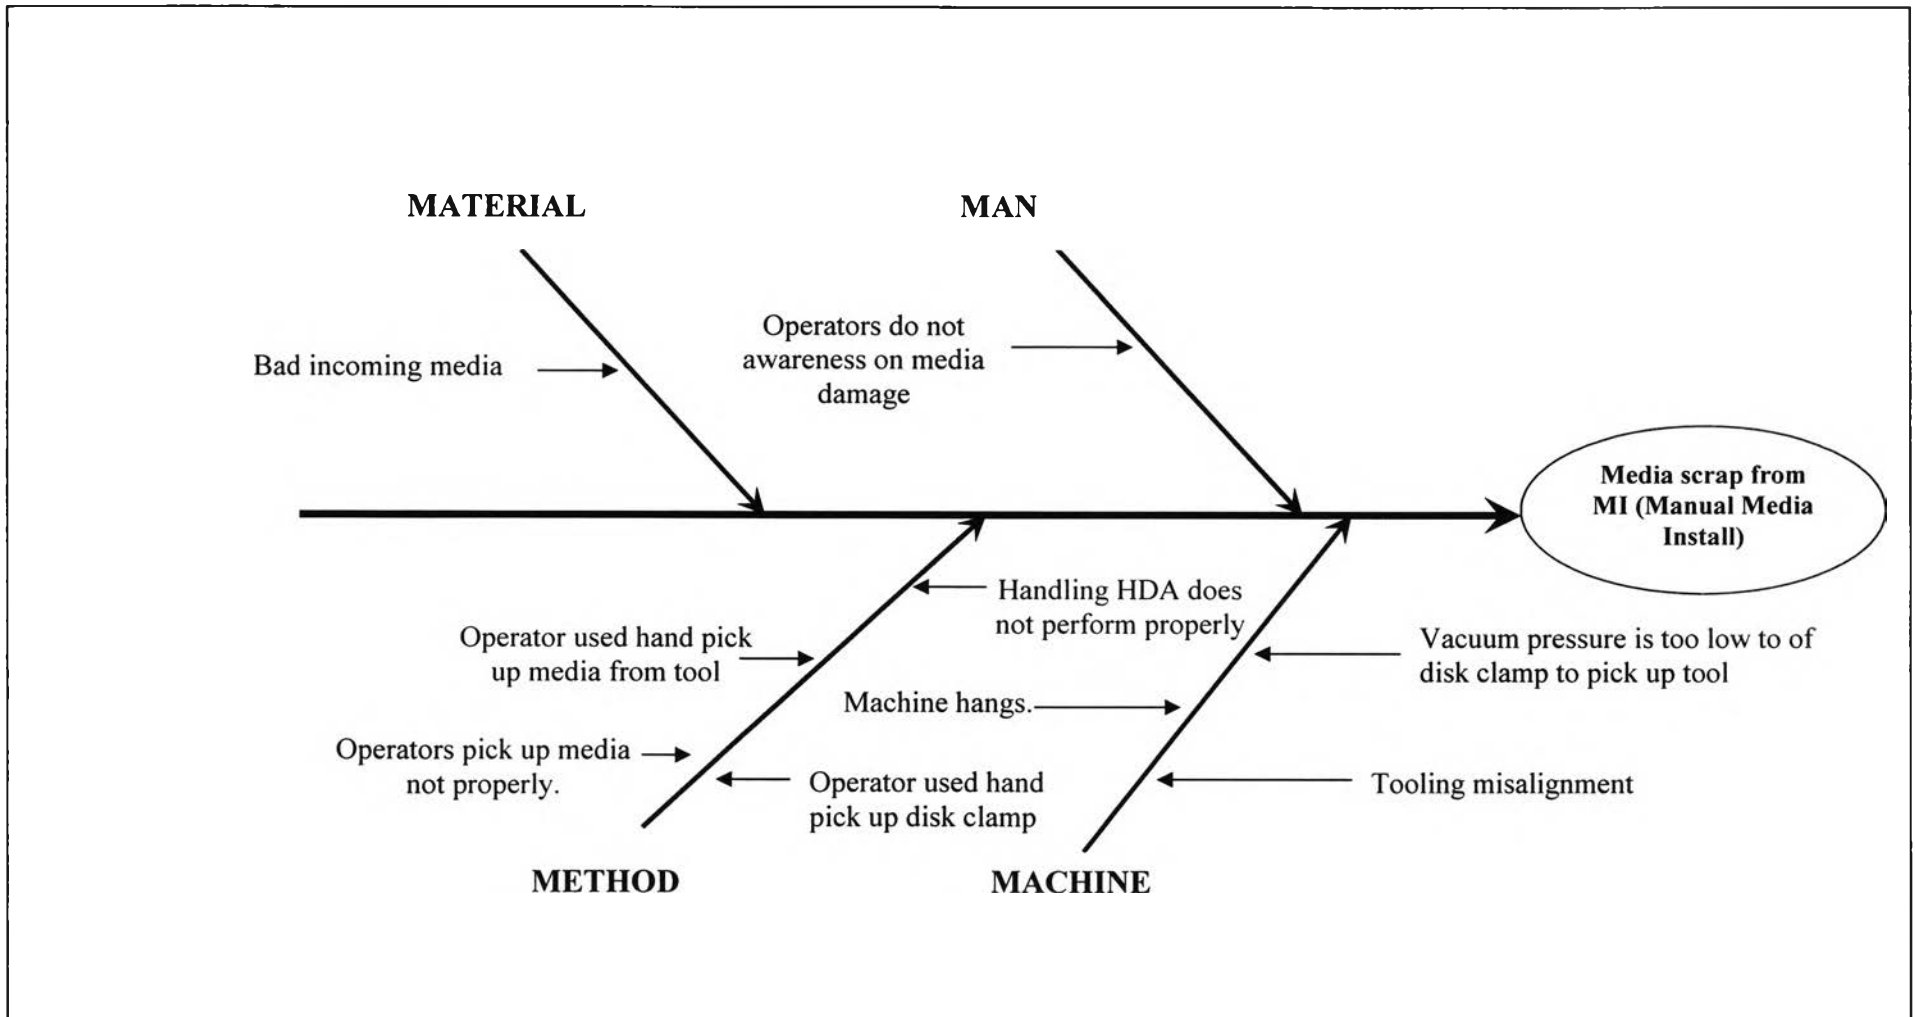 MATERIAL
MAN
Operators do not
awareness on media
damage
Bad incoming media
Media scrap from
MI (Manual Media
Install)
Handling HDA does
not perform properly
Operator used hand pick
up media from tool
Vacuum pressure is too low to of
disk clamp to pick up tool
Machine hangs.
Operators pick up media
not properly.
Operator used hand
pick up disk clamp
Tooling misalignment
METHOD
MACHINE